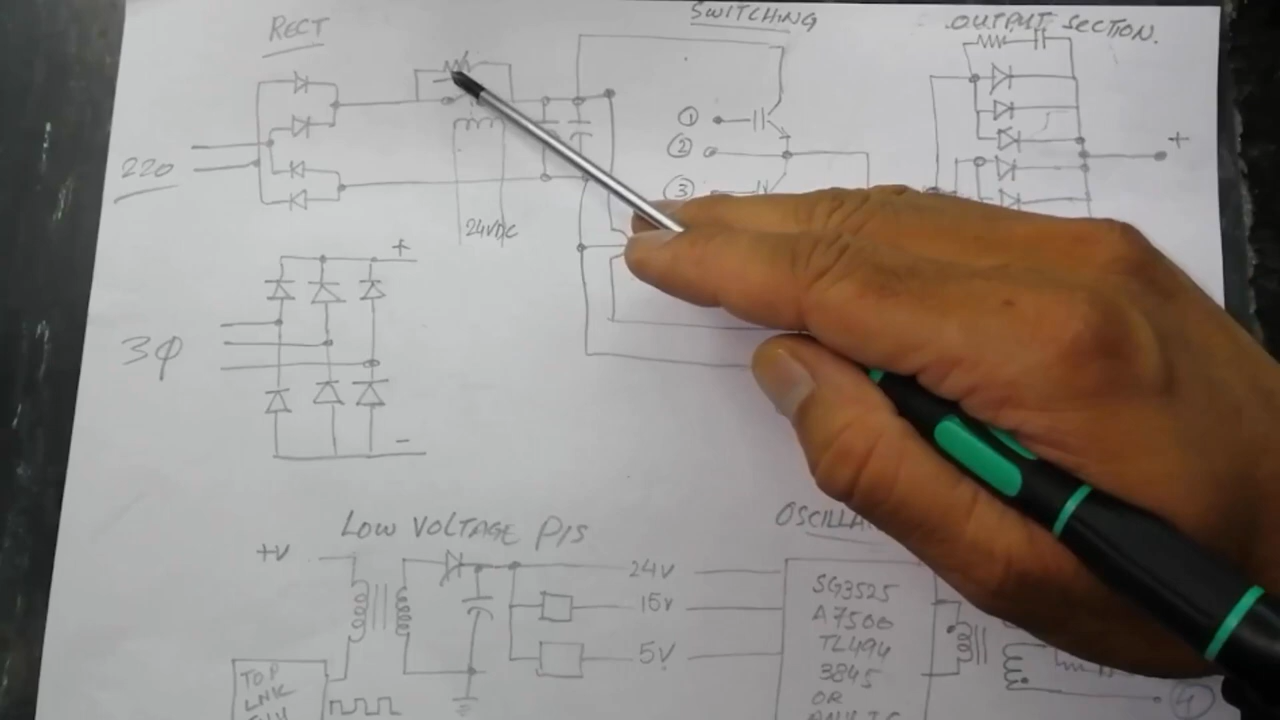 RECT
SWITCHING
OUTPUT SECTION.
1
2
3
220
+
24VDC
+
3φ
-
LOW VOLTAGE P/S
+V
24V
15V
5V
SG3525
A7500
TL494
3845
OR
TOP
LNK
4